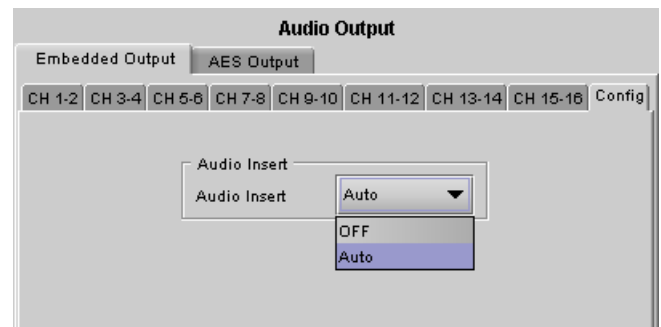 Audio Output
Embedded Output AES Output
CH 1-2 CH 3-4 CH 5-6 CH 7-8 CH 9-10 CH 11-12 CH 13-14 CH 15-16 Config
Audio Insert
Audio Insert Auto
OFF
Auto